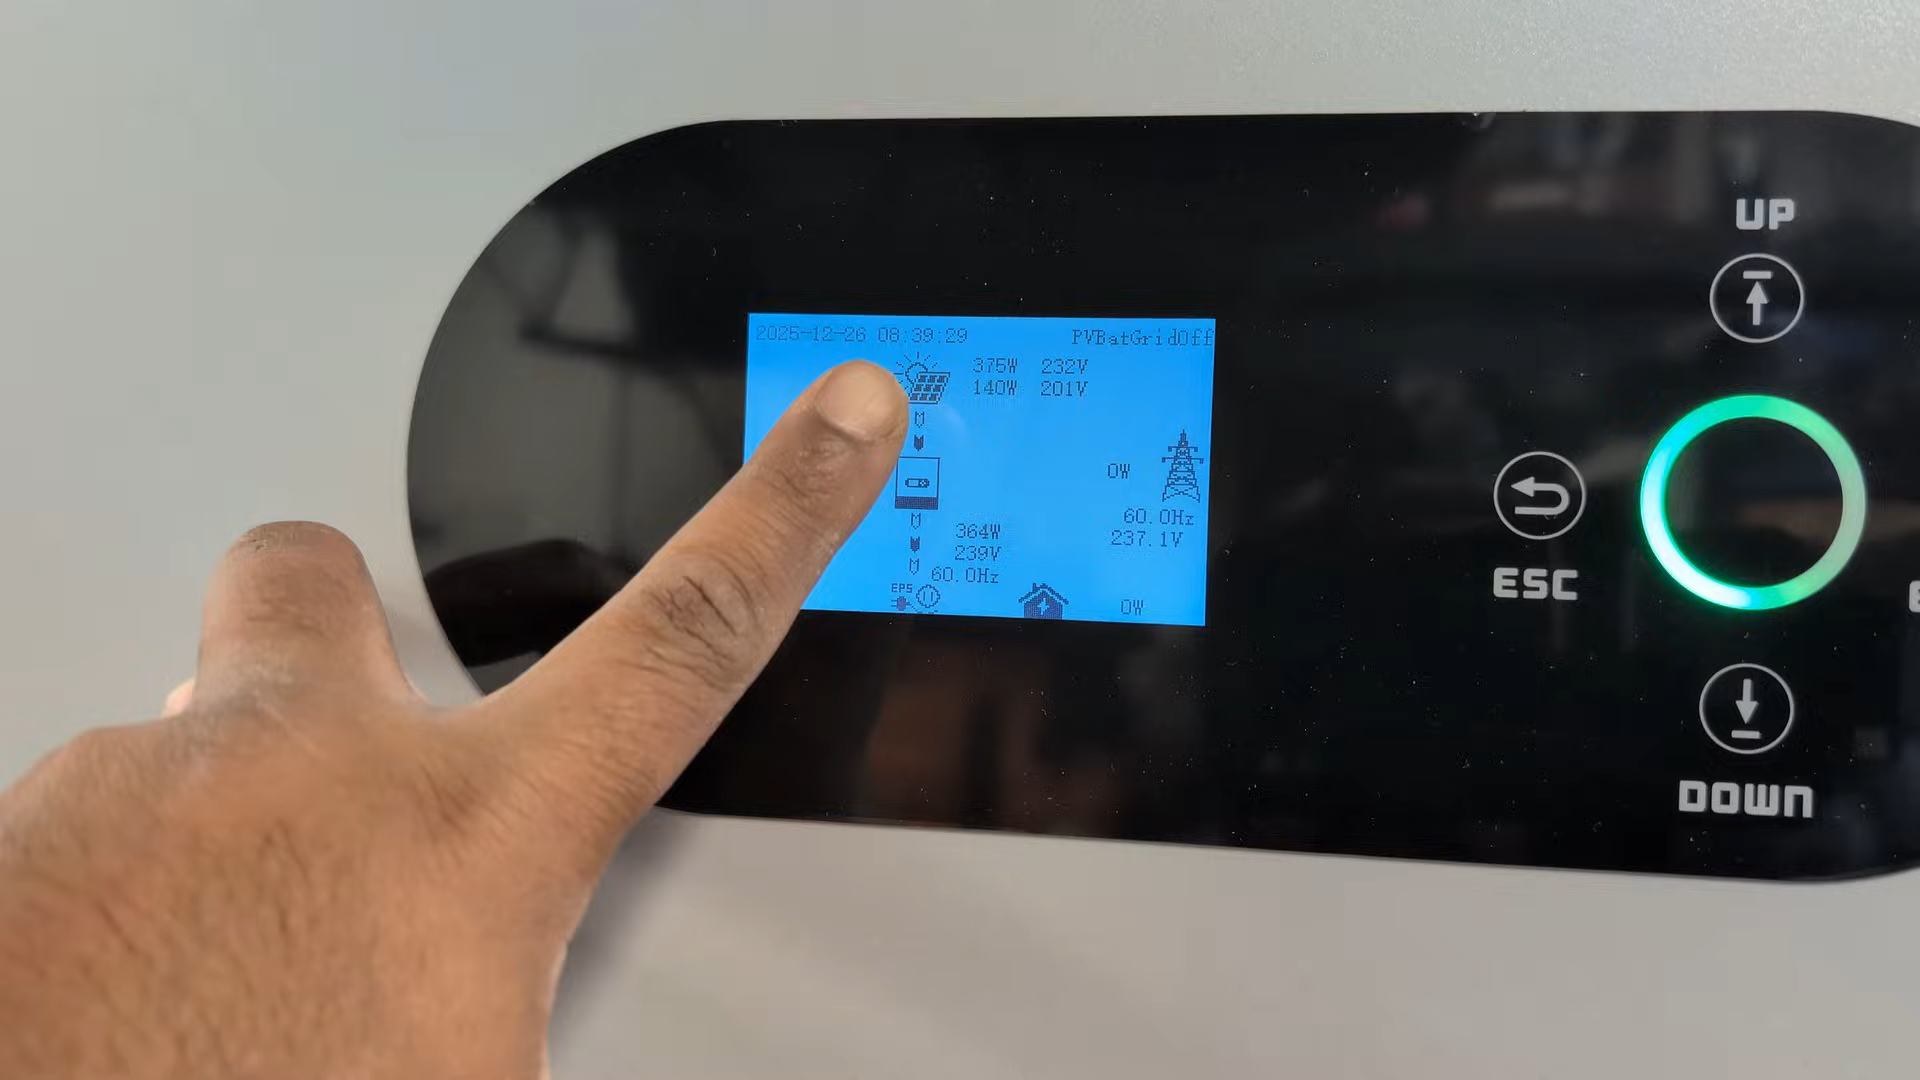 2025-12-26 08:39:29 PVBatGridOff
375W 232V
140W 201V
0W
60.0Hz
237.1V
364W
239V
60.0Hz
EPS
0W
UP
ESC
DOWN